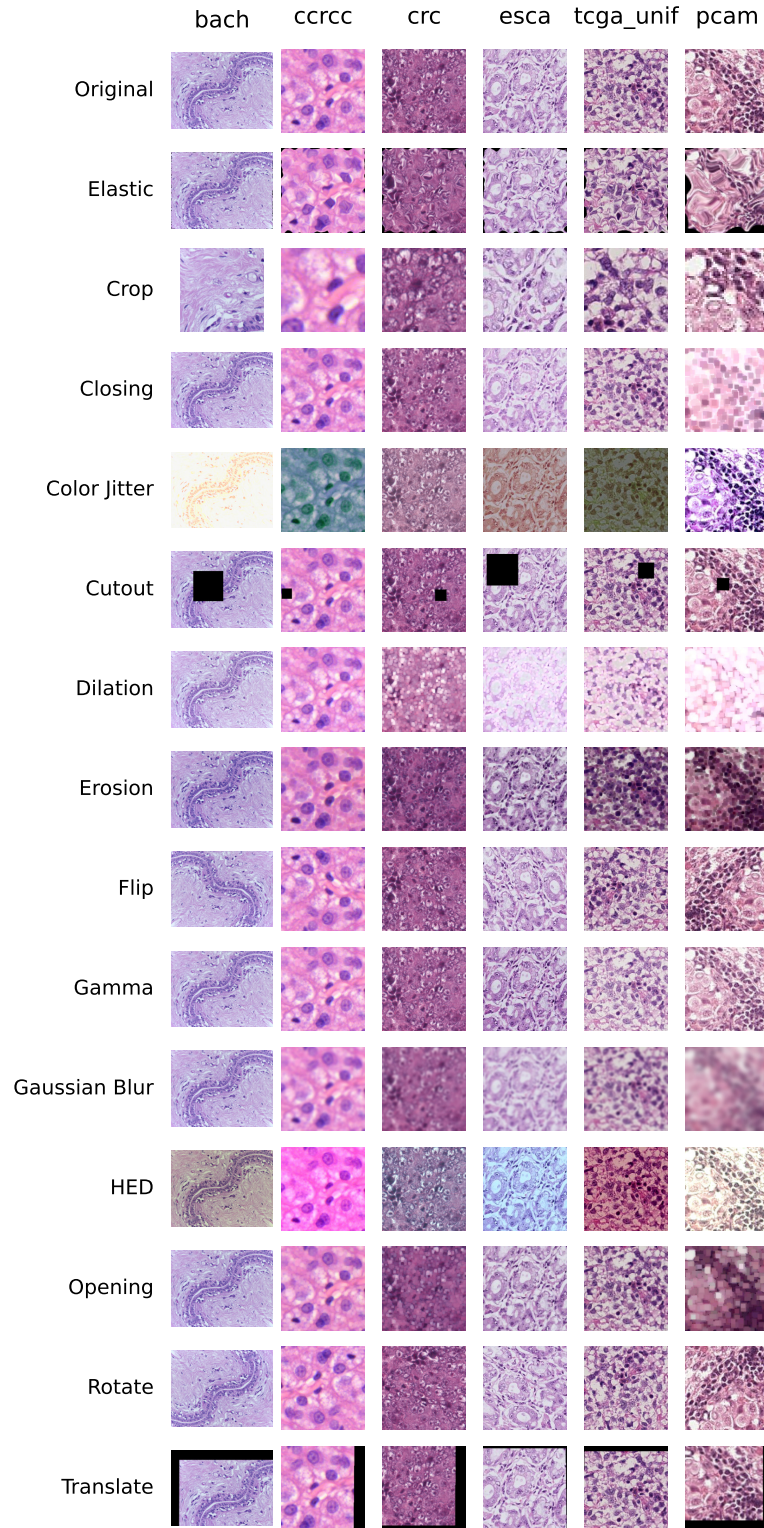 bach ccrcc crc esca tcga_unif pcam
Original
Elastic
Crop
Closing
Color Jitter
Cutout
Dilation
Erosion
Flip
Gamma
Gaussian Blur
HED
Opening
Rotate
Translate